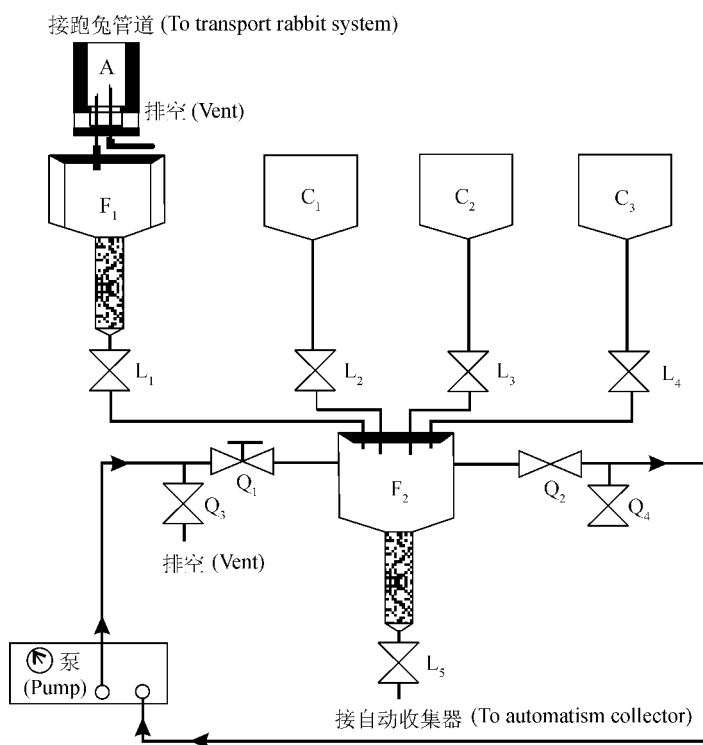 接跑兔管道 (To transport rabbit system)
A
排空 (Vent)
F₁
C₁
C₂
C₃
L₁
L₂
L₃
L₄
F₂
Q₁
Q₂
Q₃
Q₄
排空 (Vent)
泵
(Pump)
L₅
接自动收集器 (To automatism collector)